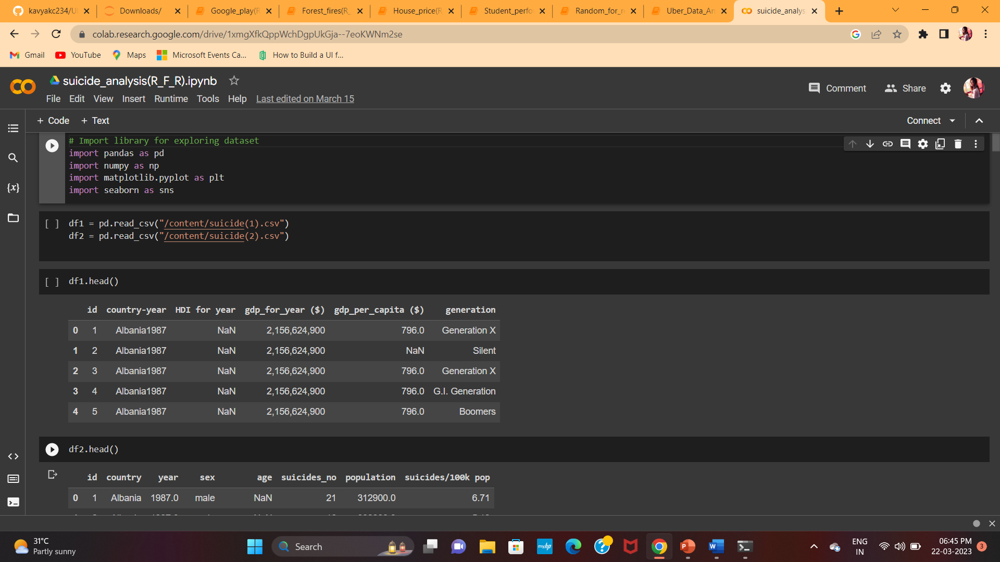 kavyakc234/U
Downloads/
Google_play(R
Forest_fires(R_
House_price(R
Student_perfo
Random_for_r
Uber_Data_An
suicide_analys
colab.research.google.com/drive/1xmgXfkQppWchDgpUkGja--7eoKWNm2se
Gmail
YouTube
Maps
Microsoft Events Ca...
How to Build a UI f...
suicide_analysis(R_F_R).ipynb
File Edit View Insert Runtime Tools Help Last edited on March 15
Comment
Share
+ Code + Text
Connect
# Import library for exploring dataset
import pandas as pd
import numpy as np
import matplotlib.pyplot as plt
import seaborn as sns
[ ] df1 = pd.read_csv("/content/suicide(1).csv")
df2 = pd.read_csv("/content/suicide(2).csv")
[ ] df1.head()
id country-year HDI for year gdp_for_year ($) gdp_per_capita ($) generation
0 1 Albania1987 NaN 2,156,624,900 796.0 Generation X
1 2 Albania1987 NaN 2,156,624,900 NaN Silent
2 3 Albania1987 NaN 2,156,624,900 796.0 Generation X
3 4 Albania1987 NaN 2,156,624,900 796.0 G.I. Generation
4 5 Albania1987 NaN 2,156,624,900 796.0 Boomers
df2.head()
id country year sex age suicides_no population suicides/100k pop
0 1 Albania 1987.0 male NaN 21 312900.0 6.71
31°C
Partly sunny
Search
myhp
ENG
IN
06:45 PM
22-03-2023
3